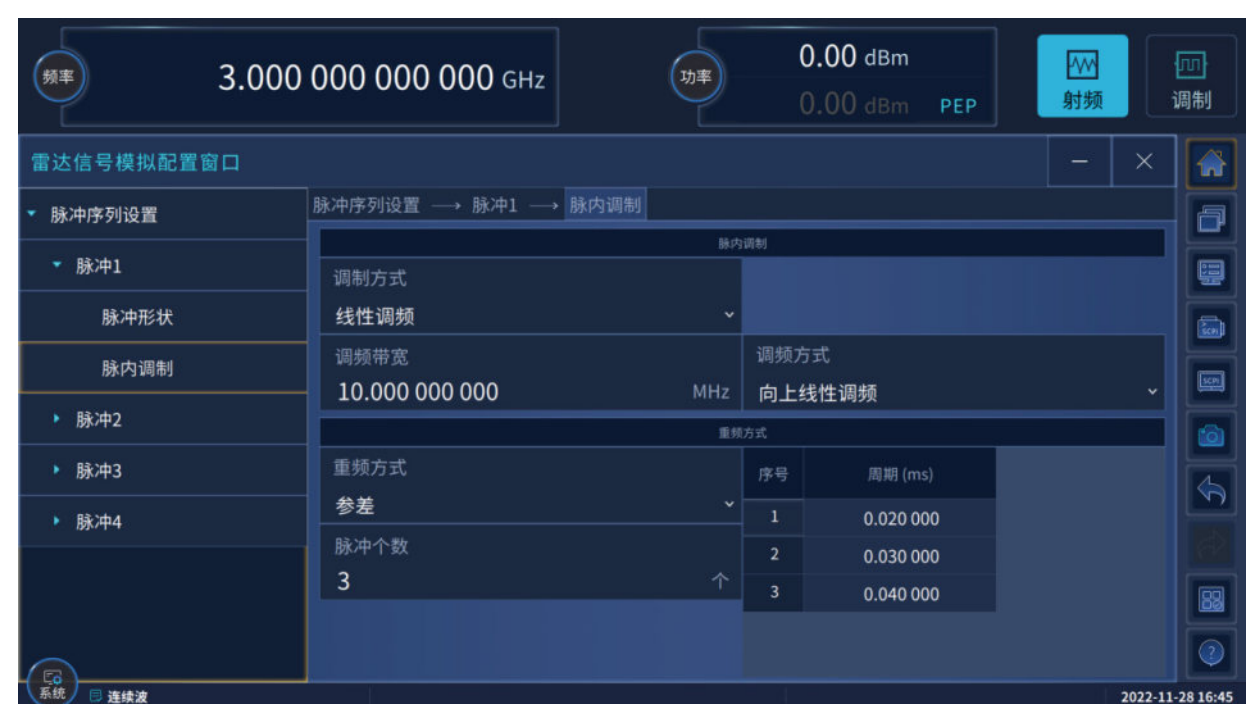 频率
3.000 000 000 000 GHz
功率
0.00 dBm
0.00 dBm PEP
射频
调制
雷达信号模拟配置窗口
脉冲序列设置
脉冲1
脉冲形状
脉内调制
脉冲2
脉冲3
脉冲4
脉冲序列设置 → 脉冲1 → 脉内调制
脉内调制
调制方式
线性调频
调频带宽
10.000 000 000 MHz
调频方式
向上线性调频
重频方式
重频方式
参差
脉冲个数
3 个
序号 周期 (ms)
1 0.020 000
2 0.030 000
3 0.040 000
SCPI
SCPI
?
系统
连续波
2022-11-28 16:45